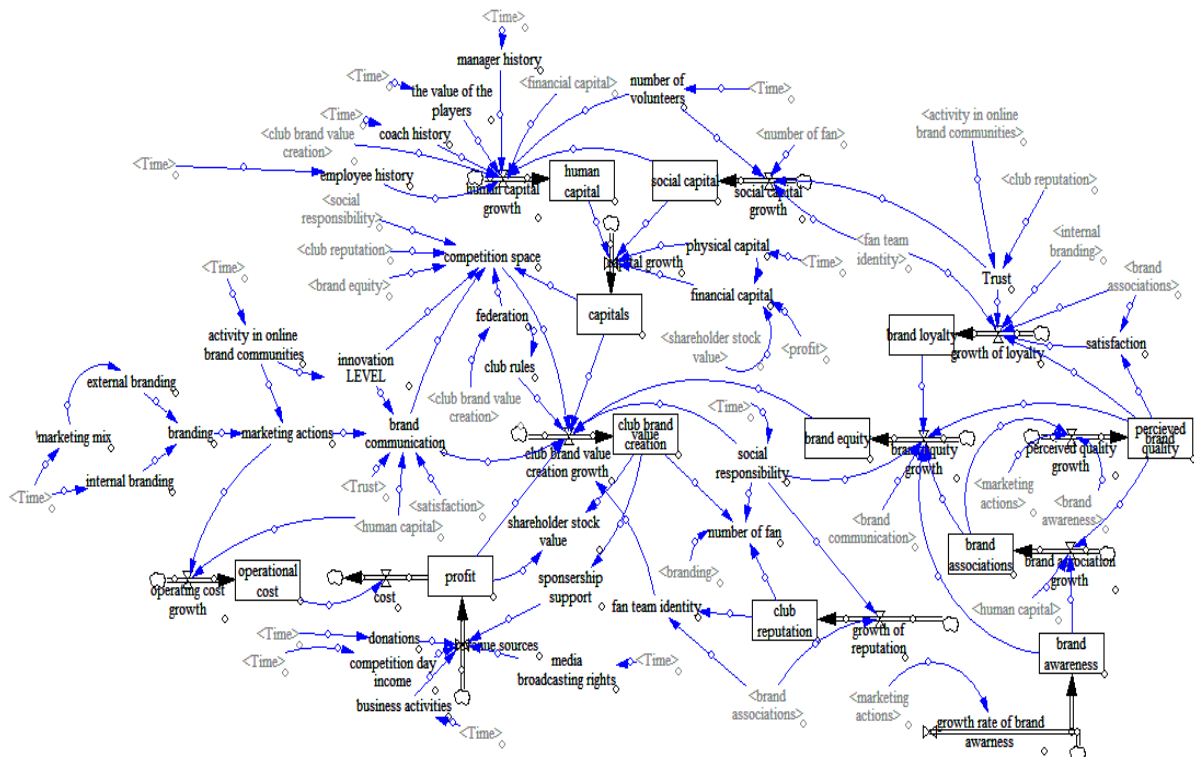 <Time>
manager history
<Time>
<financial capital>
number of
volunteers
<Time>
the value of the
players
<Time>
coach history
<club brand value
creation>
<Time>
employee history
human capital
growth
human
capital
social capital
social capital
growth
<number of fan>
<activity in online
brand communities>
<club reputation>
<social
responsibility>
<club reputation>
<brand equity>
competition space
physical capital
<Time>
capital growth
financial capital
<fan team
identity>
Trust
<internal
branding>
<brand
associations>
<Time>
activity in online
brand communities
innovation
LEVEL
federation
club rules
capitals
<shareholder stock
value>
<profit>
brand loyalty
growth of loyalty
satisfaction
external branding
marketing mix
branding
marketing actions
internal branding
<Time>
brand
communication
<club brand value
creation>
<Trust>
<satisfaction>
<human capital>
club brand value
creation growth
club brand
value
creation
<Time>
social
responsibility
brand equity
brand equity
growth
percieved quality
growth
percieved
brand quality
<marketing
actions>
<brand
awareness>
<brand
communication>
shareholder stock
value
number of fan
<branding>
brand
associations
brand association
growth
<human capital>
operating cost
growth
operational
cost
cost
profit
sponsership
support
fan team identity
club
reputation
growth of
reputation
brand
awareness
<Time>
donations
revenue sources
<Time>
competition day
income
media
broadcasting rights
<Time>
business activities
<Time>
<brand
associations>
<marketing
actions>
growth rate of brand
awarness